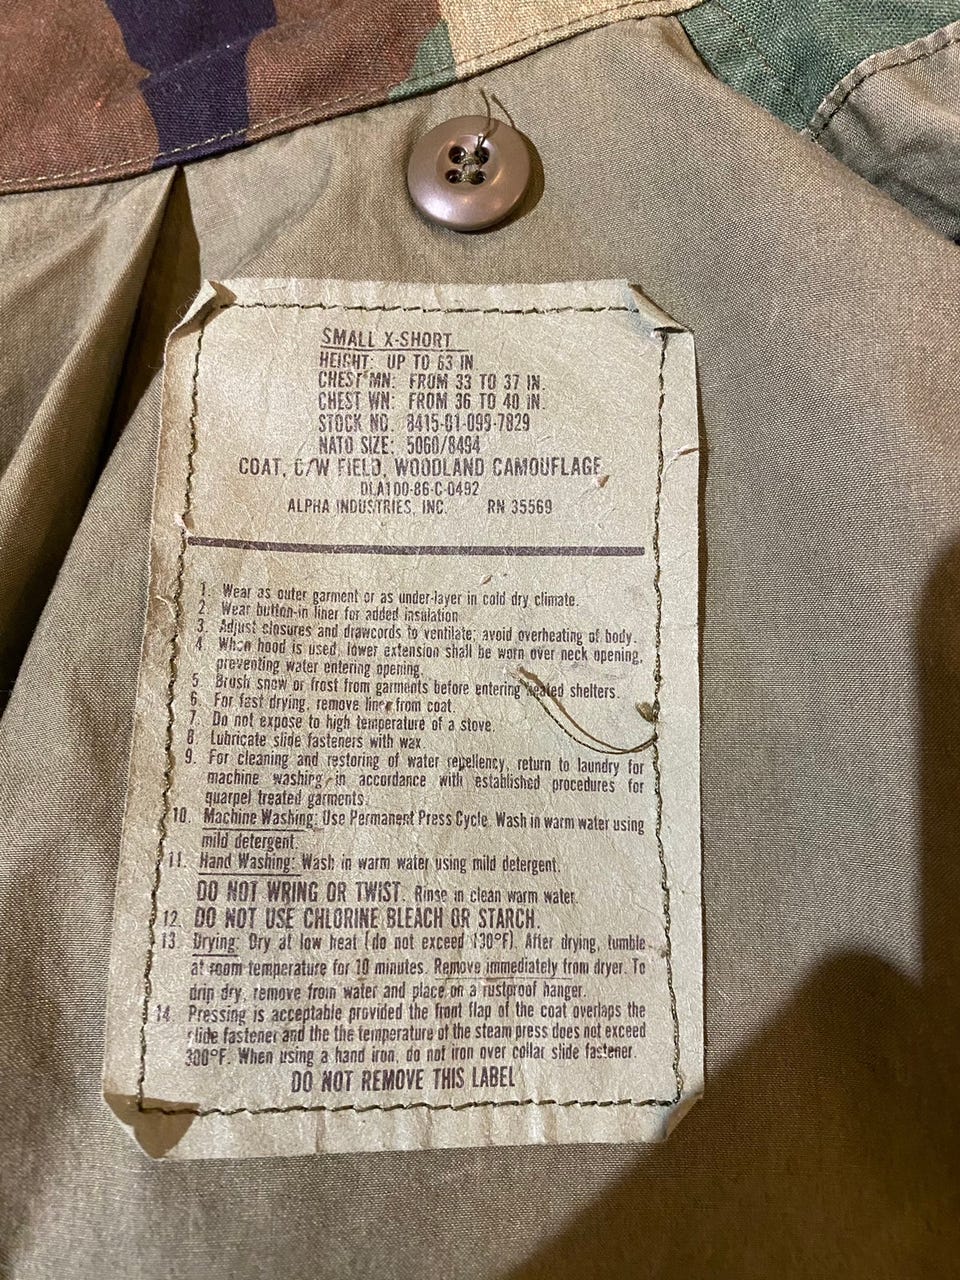 SMALL X-SHORT
HEIGHT: UP TO 63 IN
CHEST MN: FROM 33 TO 37 IN.
CHEST WN: FROM 36 TO 40 IN.
STOCK NO. 8415-01-099-7829
NATO SIZE: 5060/8494
COAT, C/W FIELD, WOODLAND CAMOUFLAGE
DLA100-86-C-0492
ALPHA INDUSTRIES, INC. RN 35569
1. Wear as outer garment or as under-layer in cold dry climate.
2. Wear button-in liner for added insulation
3. Adjust closures and drawcords to ventilate; avoid overheating of body.
4. When hood is used, lower extension shall be worn over neck opening,
preventing water entering opening.
5. Brush snow or frost from garments before entering heated shelters.
6. For fast drying, remove liner from coat.
7. Do not expose to high temperature of a stove.
8. Lubricate slide fasteners with wax.
9. For cleaning and restoring of water repellency, return to laundry for
machine washing in accordance with established procedures for
quarpel treated garments.
10. Machine Washing: Use Permanent Press Cycle. Wash in warm water using
mild detergent.
11. Hand Washing: Wash in warm water using mild detergent.
DO NOT WRING OR TWIST. Rinse in clean warm water.
12. DO NOT USE CHLORINE BLEACH OR STARCH.
13. Drying: Dry at low heat (do not exceed 130°F). After drying, tumble
at room temperature for 10 minutes. Remove immediately from dryer. To
drip dry, remove from water and place on a rustproof hanger.
14. Pressing is acceptable provided the front flap of the coat overlaps the
slide fastener and the the temperature of the steam press does not exceed
300°F. When using a hand iron, do not iron over collar slide fastener.
DO NOT REMOVE THIS LABEL